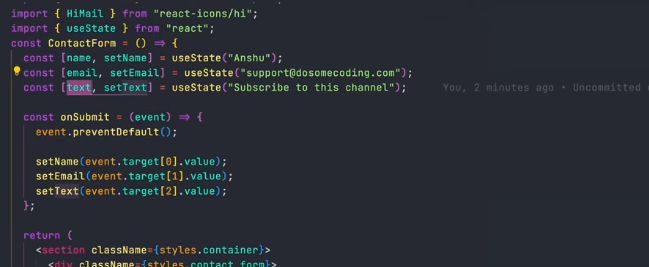 import { HiMail } from "react-icons/hi";
import { useState } from "react";
const ContactForm = () => {
const [name, setName] = useState("Anshu");
const [email, setEmail] = useState("support@dosomecoding.com");
const [text, setText] = useState("Subscribe to this channel"); You, 2 minutes ago • Uncommitted
const onSubmit = (event) => {
event.preventDefault();
setName(event.target[0].value);
setEmail(event.target[1].value);
setText(event.target[2].value);
};
return (
<section className={styles.container}>
<div className={styles.contact_form}>